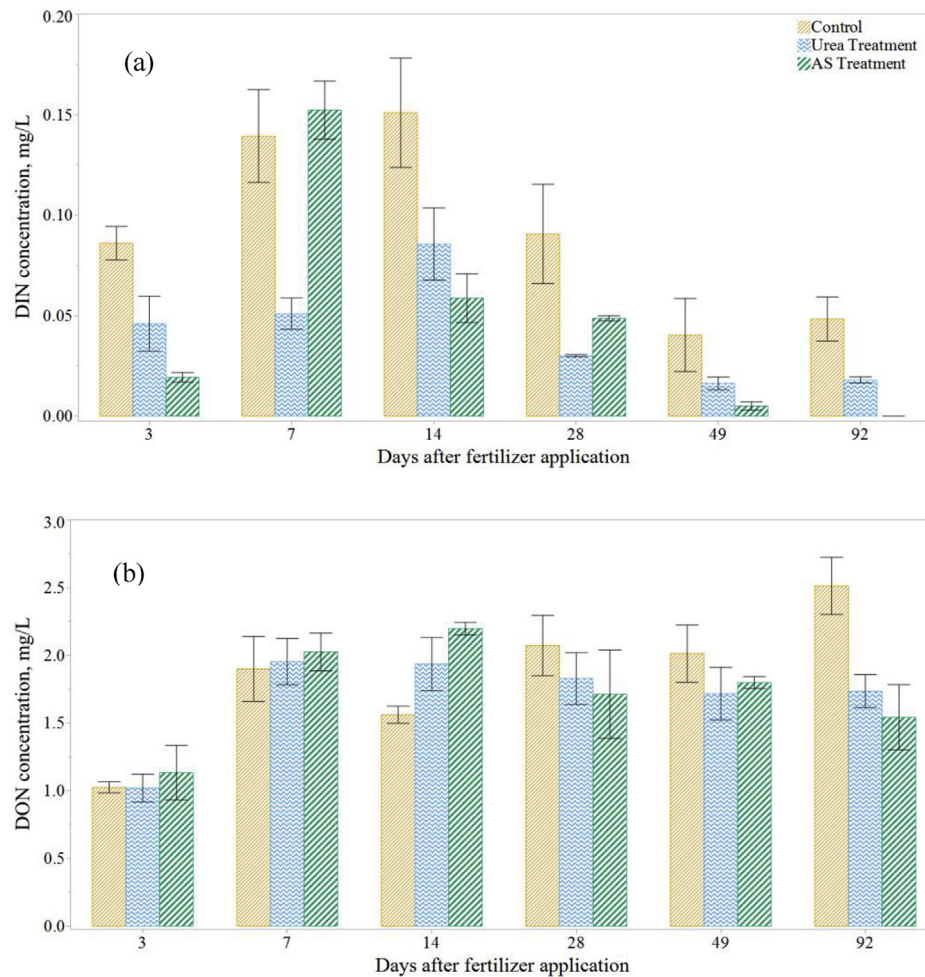 (a)
Control
Urea Treatment
AS Treatment
DIN concentration, mg/L
0.20
0.15
0.10
0.05
0.00
3 7 14 28 49 92
Days after fertilizer application
(b)
DON concentration, mg/L
3.0
2.5
2.0
1.5
1.0
0.5
0.0
3 7 14 28 49 92
Days after fertilizer application